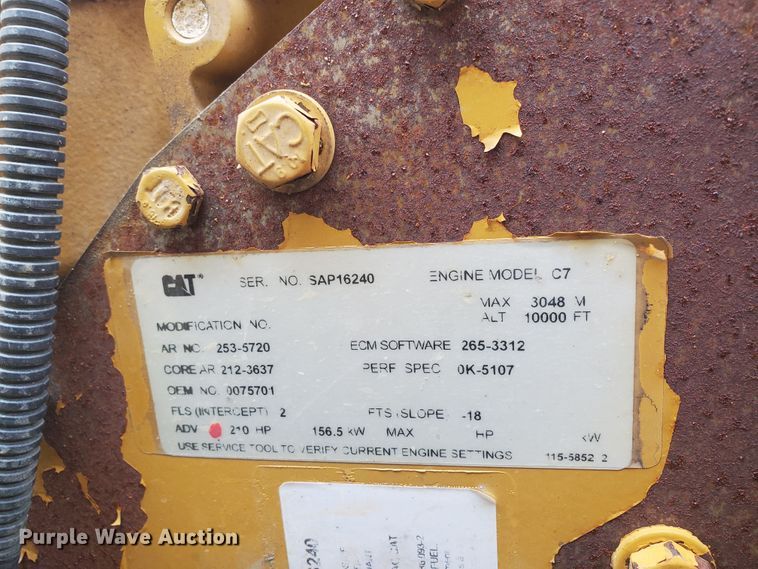 CAT® SER. NO. SAP16240 ENGINE MODEL C7
MAX 3048 M
ALT 10000 FT
MODIFICATION NO.
AR NO. 253-5720 ECM SOFTWARE 265-3312
CORE AR 212-3637 PERF SPEC 0K-5107
OEM NO. 0075701
FLS (INTERCEPT) 2 FTS (SLOPE) -18
ADV 210 HP 156.5 kW MAX HP kW
USE SERVICE TOOL TO VERIFY CURRENT ENGINE SETTINGS 115-5852 2
Purple Wave Auction
FUEL
CAT